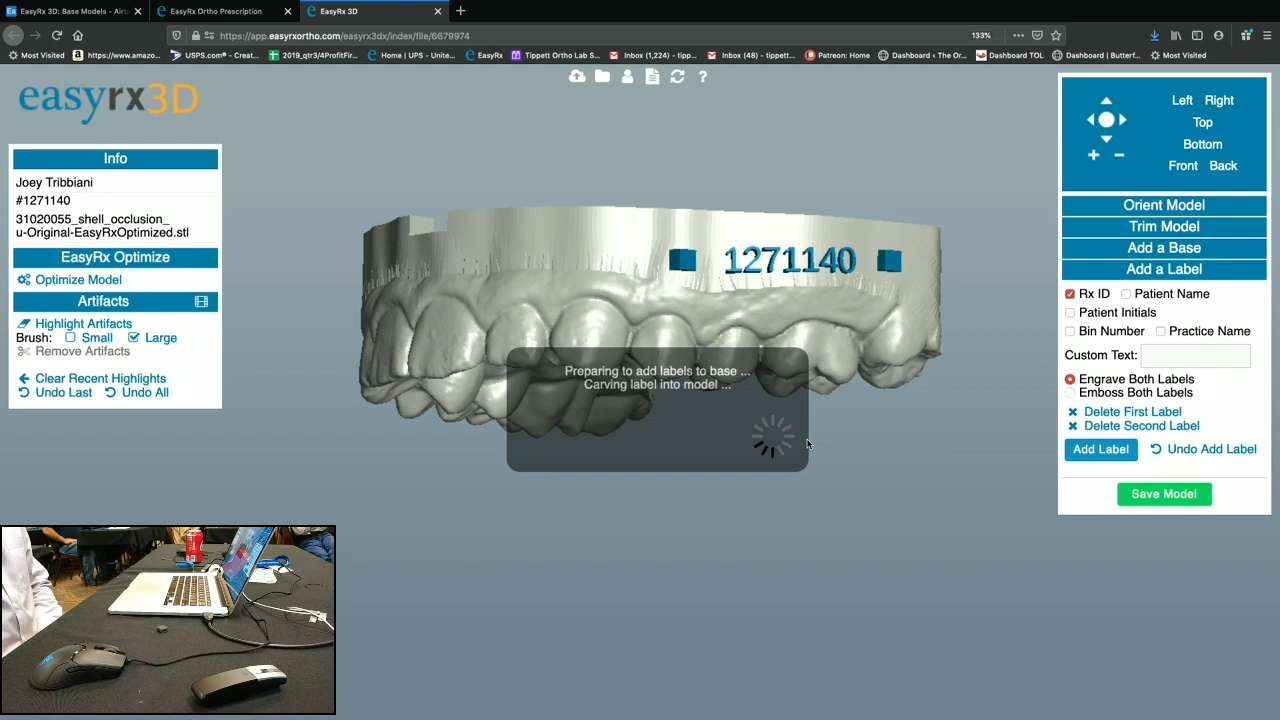 EasyRx 3D: Base Models - Airta
EasyRx Ortho Prescription
EasyRx 3D
https://app.easyrxortho.com/easyrx3dx/index/file/6679974
133%
Most Visited
https://www.amazo...
USPS.com® - Creat...
2019_qtr3/4ProfitFir...
Home | UPS - Unite...
EasyRx
Tippett Ortho Lab S...
Inbox (1,224) - tipp...
Inbox (48) - tippett...
Patreon: Home
Dashboard ‹ The Or...
Dashboard TOL
Dashboard | Butterf...
Most Visited
easyrx3D
Info
Joey Tribbiani
#1271140
31020055_shell_occlusion_
u-Original-EasyRxOptimized.stl
EasyRx Optimize
Optimize Model
Artifacts
Highlight Artifacts
Brush: Small Large
Remove Artifacts
Clear Recent Highlights
Undo Last Undo All
1271140
Preparing to add labels to base ...
Carving label into model ...
Left Right
Top
Bottom
Front Back
Orient Model
Trim Model
Add a Base
Add a Label
Rx ID Patient Name
Patient Initials
Bin Number Practice Name
Custom Text:
Engrave Both Labels
Emboss Both Labels
Delete First Label
Delete Second Label
Add Label Undo Add Label
Save Model